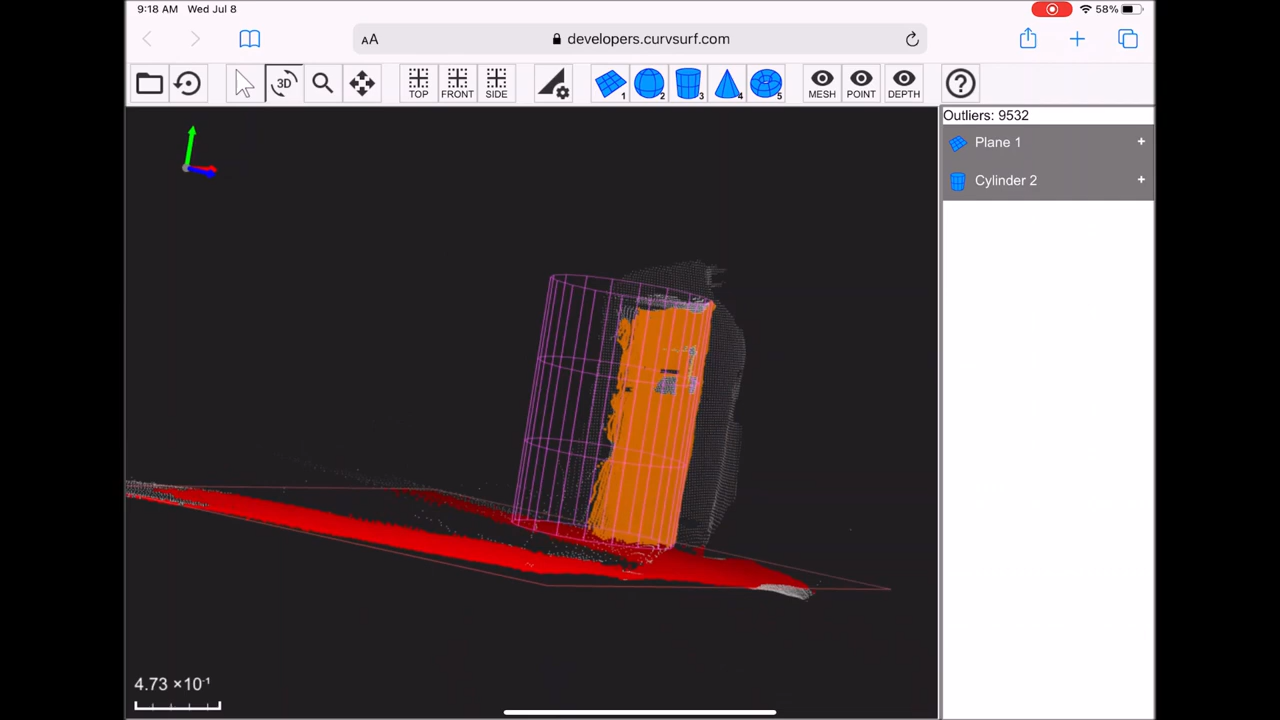 9:18 AM Wed Jul 8
58%
AA
developers.curvsurf.com
3D
TOP
FRONT
SIDE
1
2
3
4
5
MESH
POINT
DEPTH
?
Outliers: 9532
Plane 1 +
Cylinder 2 +
4.73 ×10⁻¹